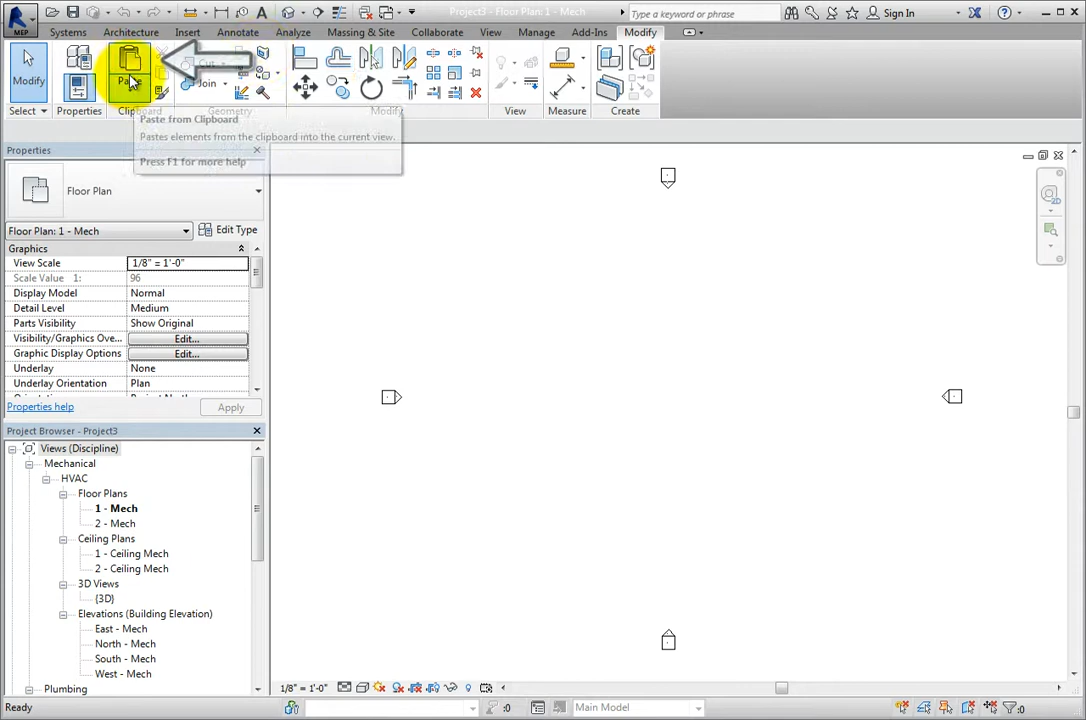 Project3 - Floor Plan: 1 - Mech
Type a keyword or phrase
Sign In
MEP
Systems Architecture Insert Annotate Analyze Massing & Site Collaborate View Manage Add-Ins Modify
Modify
Cut
Join
Select Properties Clipboard Geometry Modify View Measure Create
Paste from Clipboard
Pastes elements from the clipboard into the current view.
Press F1 for more help
Properties
Floor Plan
Floor Plan: 1 - Mech
Edit Type
Graphics
View Scale 1/8" = 1'-0"
Scale Value 1: 96
Display Model Normal
Detail Level Medium
Parts Visibility Show Original
Visibility/Graphics Ove... Edit...
Graphic Display Options Edit...
Underlay None
Underlay Orientation Plan
Properties help
Apply
Project Browser - Project3
Views (Discipline)
Mechanical
HVAC
Floor Plans
1 - Mech
2 - Mech
Ceiling Plans
1 - Ceiling Mech
2 - Ceiling Mech
3D Views
{3D}
Elevations (Building Elevation)
East - Mech
North - Mech
South - Mech
West - Mech
Plumbing
1/8" = 1'-0"
Ready
:0
Main Model
:0